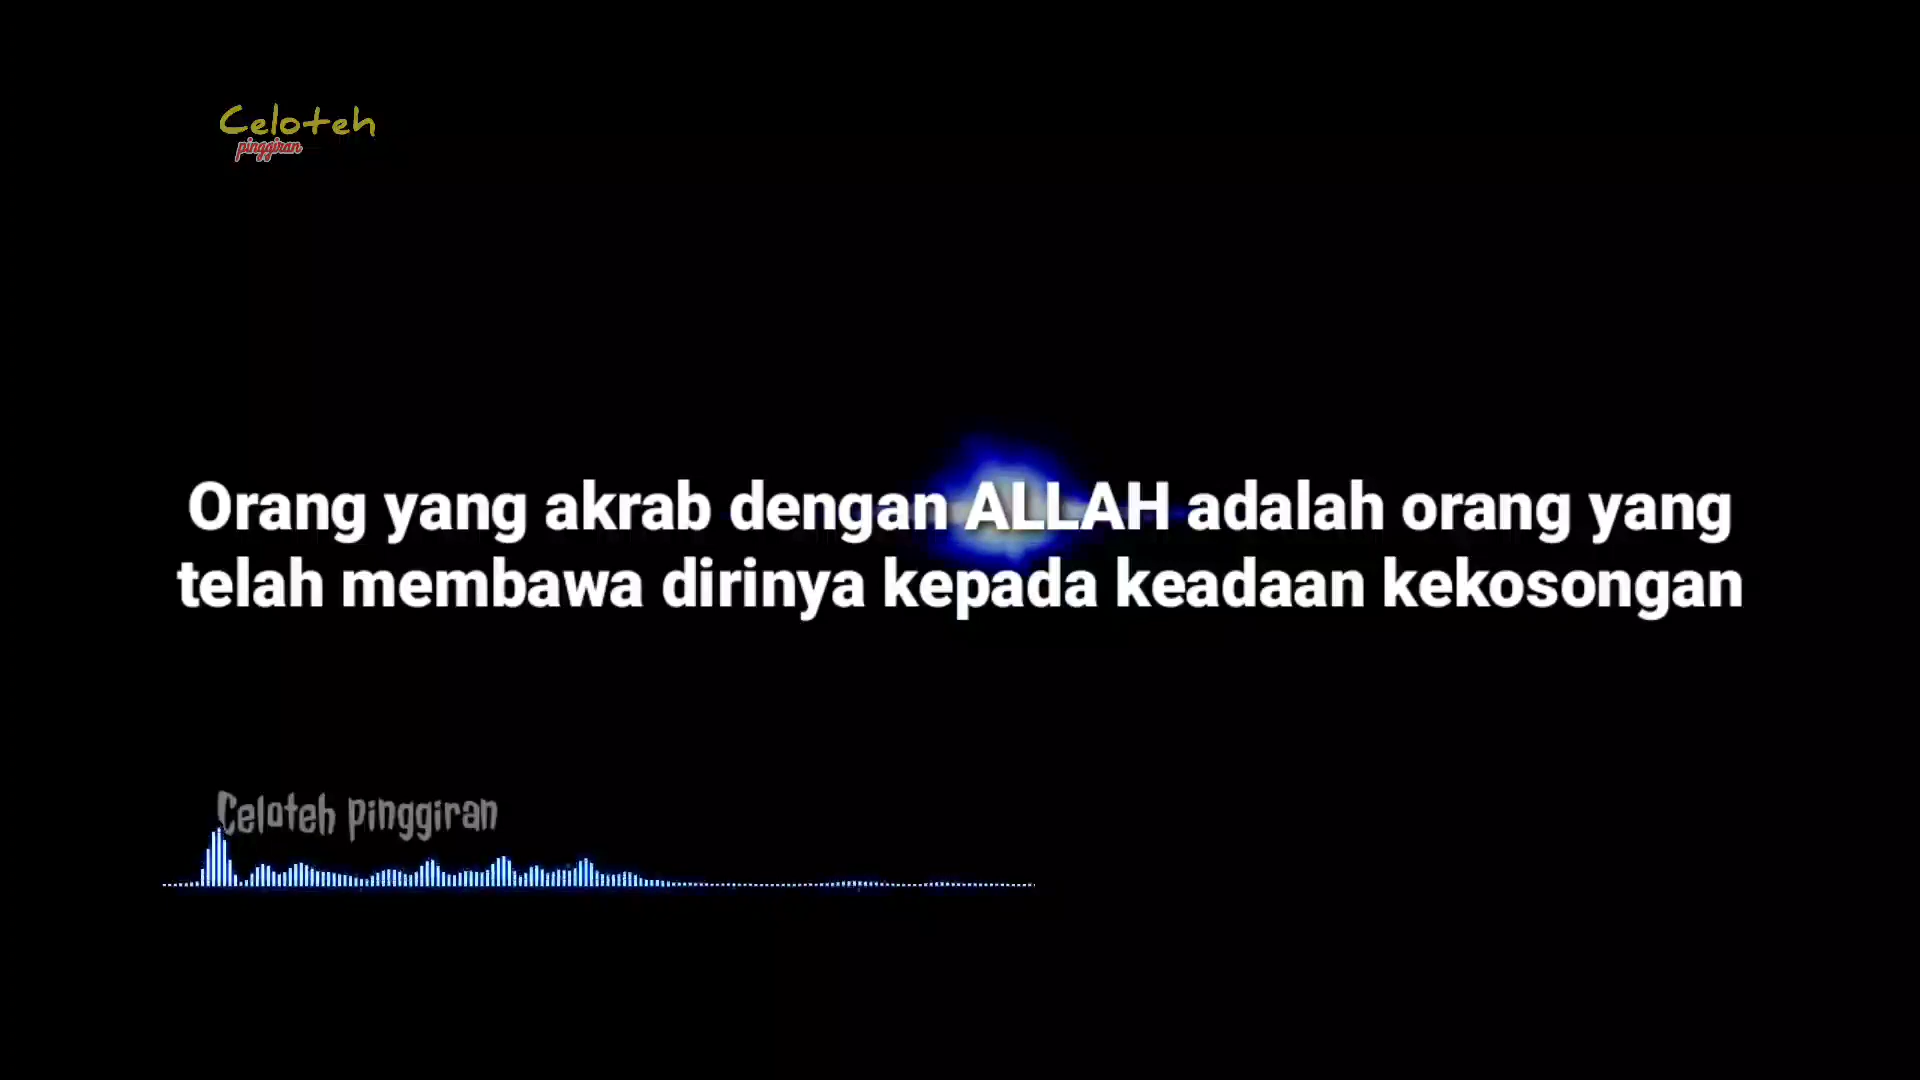 Celoteh
pinggiran
Orang yang akrab dengan ALLAH adalah orang yang
telah membawa dirinya kepada keadaan kekosongan
Celoteh pinggiran